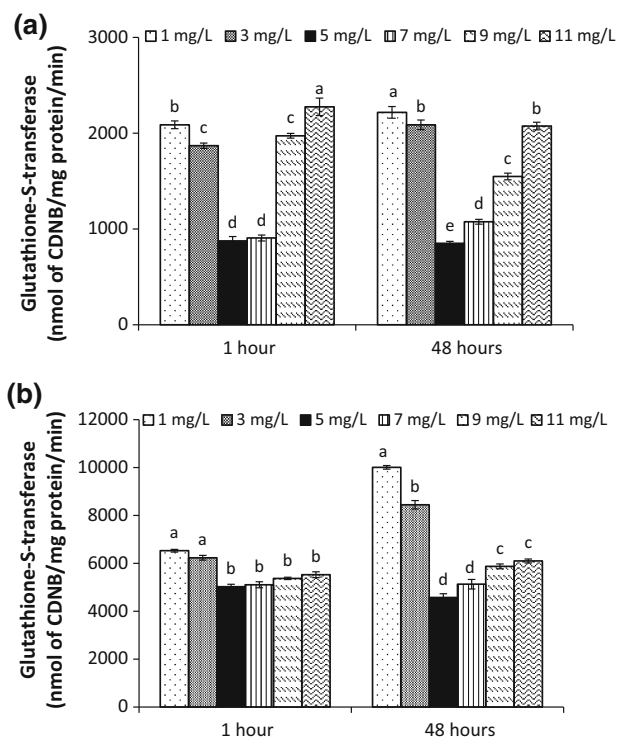 (a)
1 mg/L 3 mg/L 5 mg/L 7 mg/L 9 mg/L 11 mg/L
Glutathione-S-transferase
(nmol of CDNB/mg protein/min)
3000
2000
1000
0
b c d d c a
a b e d c b
1 hour 48 hours
(b)
1 mg/L 3 mg/L 5 mg/L 7 mg/L 9 mg/L 11 mg/L
Glutathione-S-transferase
(nmol of CDNB/mg protein/min)
12000
10000
8000
6000
4000
2000
0
a a b b b b
a b d d c c
1 hour 48 hours